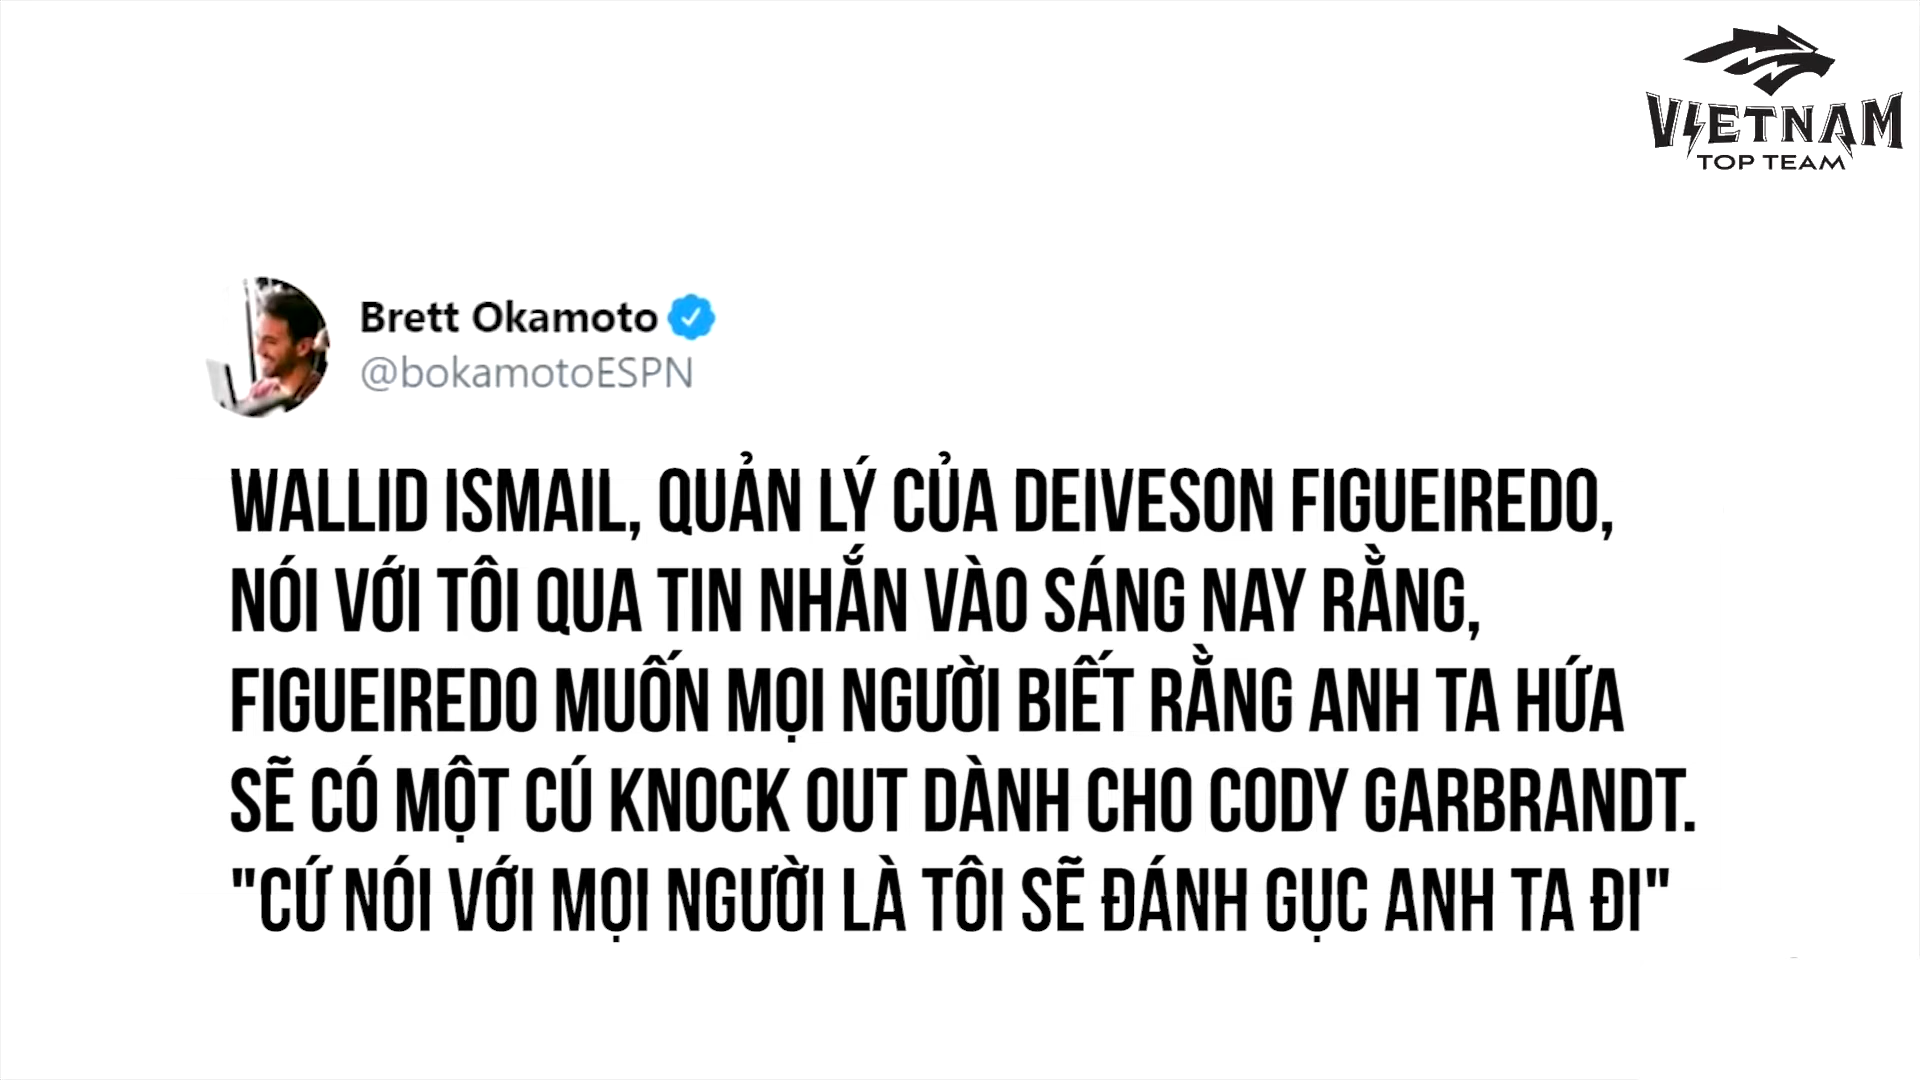 VIETNAM
TOP TEAM
Brett Okamoto
@bokamotoESPN
WALLID ISMAIL, QUẢN LÝ CỦA DEIVESON FIGUEIREDO,
NÓI VỚI TÔI QUA TIN NHẮN VÀO SÁNG NAY RẰNG,
FIGUEIREDO MUỐN MỌI NGƯỜI BIẾT RẰNG ANH TA HỨA
SẼ CÓ MỘT CÚ KNOCK OUT DÀNH CHO CODY GARBRANDT.
"CỨ NÓI VỚI MỌI NGƯỜI LÀ TÔI SẼ ĐÁNH GỤC ANH TA ĐI"